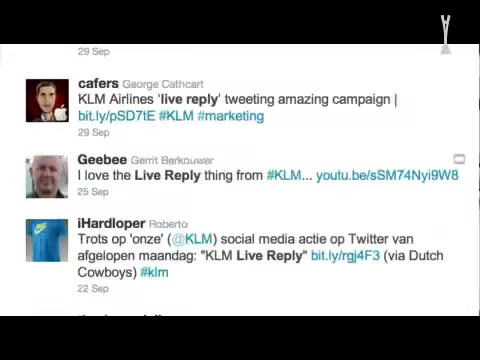 29 Sep
cafers George Cathcart
KLM Airlines 'live reply' tweeting amazing campaign |
bit.ly/pSD7tE #KLM #marketing
29 Sep
Geebee Gerrit Berkouwer
I love the Live Reply thing from #KLM... youtu.be/sSM74Nyi9W8
25 Sep
iHardloper Roberto
Trots op 'onze' (@KLM) social media actie op Twitter van
afgelopen maandag: "KLM Live Reply" bit.ly/rgj4F3 (via Dutch
Cowboys) #klm
22 Sep